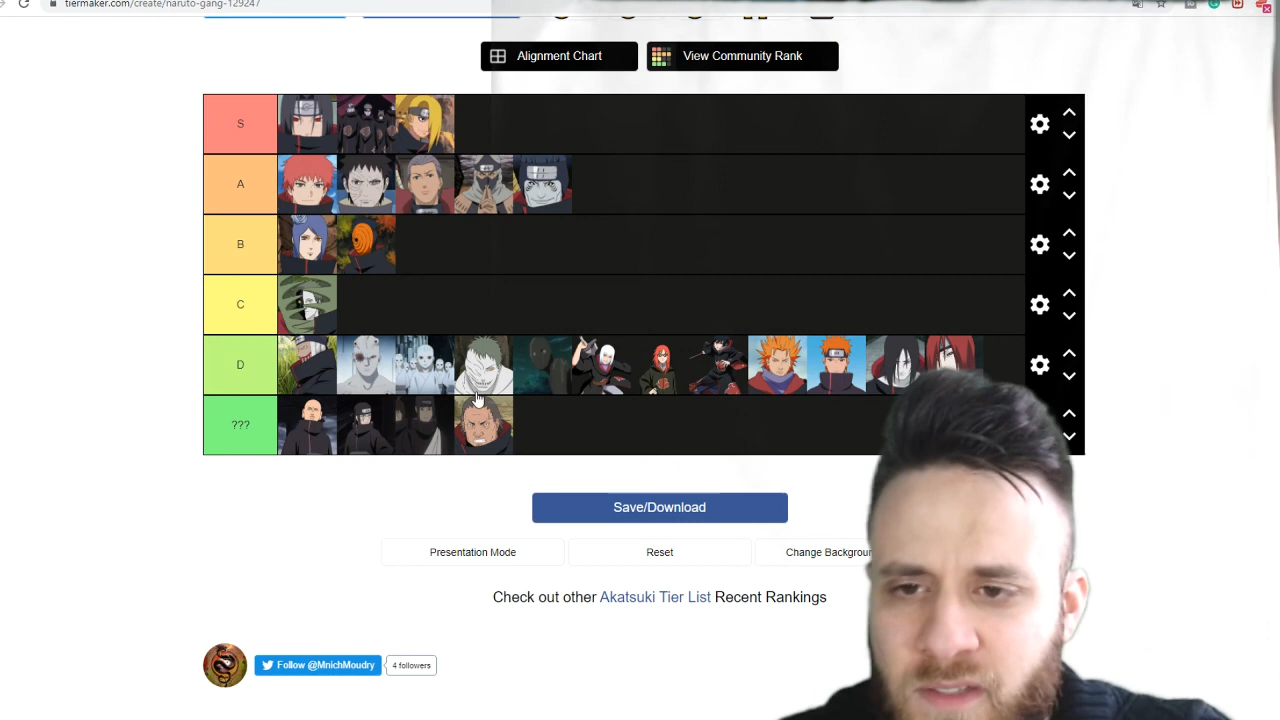 tiermaker.com/create/naruto-gang-129247
Alignment Chart
View Community Rank
S
A
B
C
D
???
Save/Download
Presentation Mode
Reset
Change Backgroun
Check out other Akatsuki Tier List Recent Rankings
Follow @MnichMoudry
4 followers